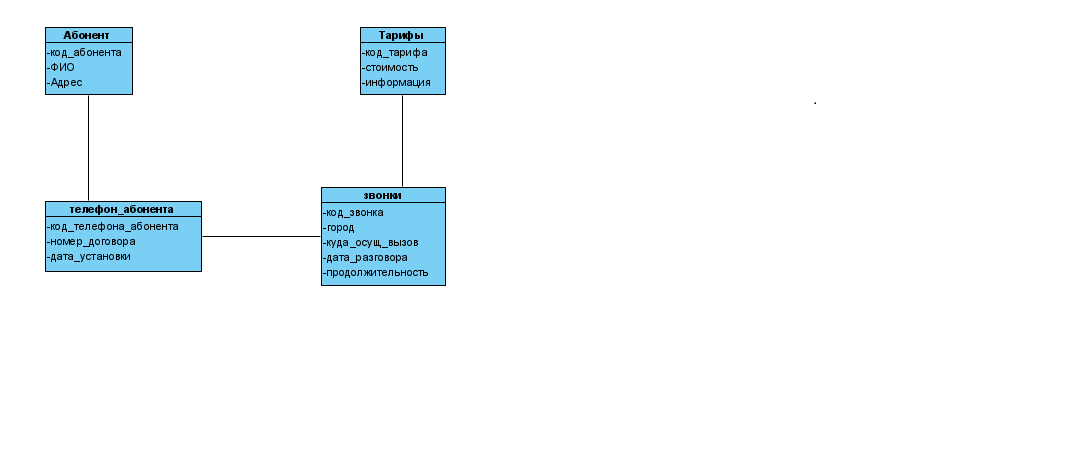 Абонент
-код_абонента
-ФИО
-Адрес
Тарифы
-код_тарифа
-стоимость
-информация
телефон_абонента
-код_телефона_абонента
-номер_договора
-дата_установки
звонки
-код_звонка
-город
-куда_осущ_вызов
-дата_разговора
-продолжительность